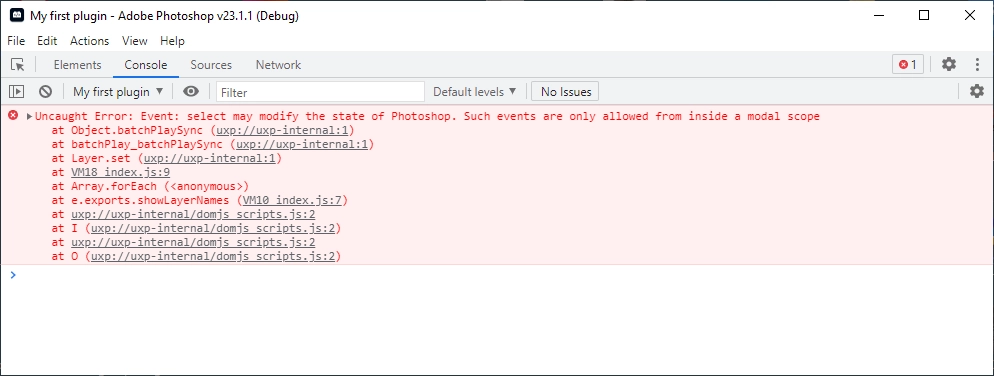 My first plugin - Adobe Photoshop v23.1.1 (Debug)
File Edit Actions View Help
Elements Console Sources Network 1
My first plugin Filter Default levels No Issues
Uncaught Error: Event: select may modify the state of Photoshop. Such events are only allowed from inside a modal scope
at Object.batchPlaySync (uxp://uxp-internal:1)
at batchPlay_batchPlaySync (uxp://uxp-internal:1)
at Layer.set (uxp://uxp-internal:1)
at VM18 index.js:9
at Array.forEach (<anonymous>)
at e.exports.showLayerNames (VM10 index.js:7)
at uxp://uxp-internal/domjs_scripts.js:2
at I (uxp://uxp-internal/domjs_scripts.js:2)
at uxp://uxp-internal/domjs_scripts.js:2
at O (uxp://uxp-internal/domjs_scripts.js:2)